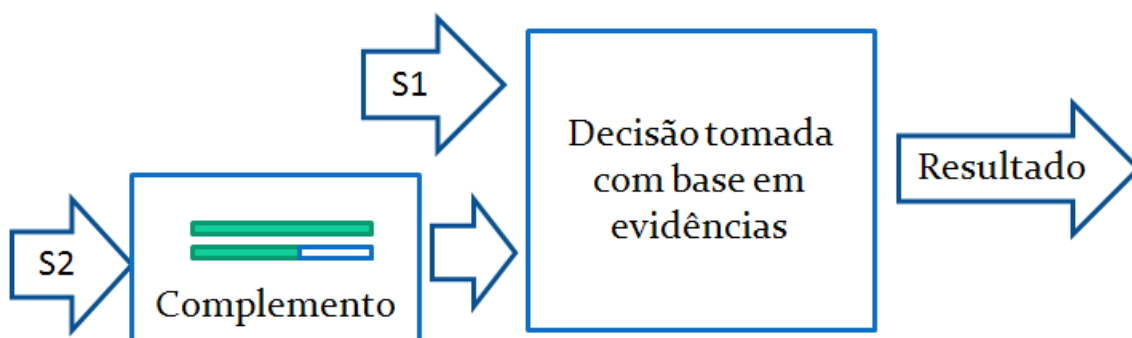 S1
Decisão tomada
com base em
evidências
Resultado
S2
Complemento